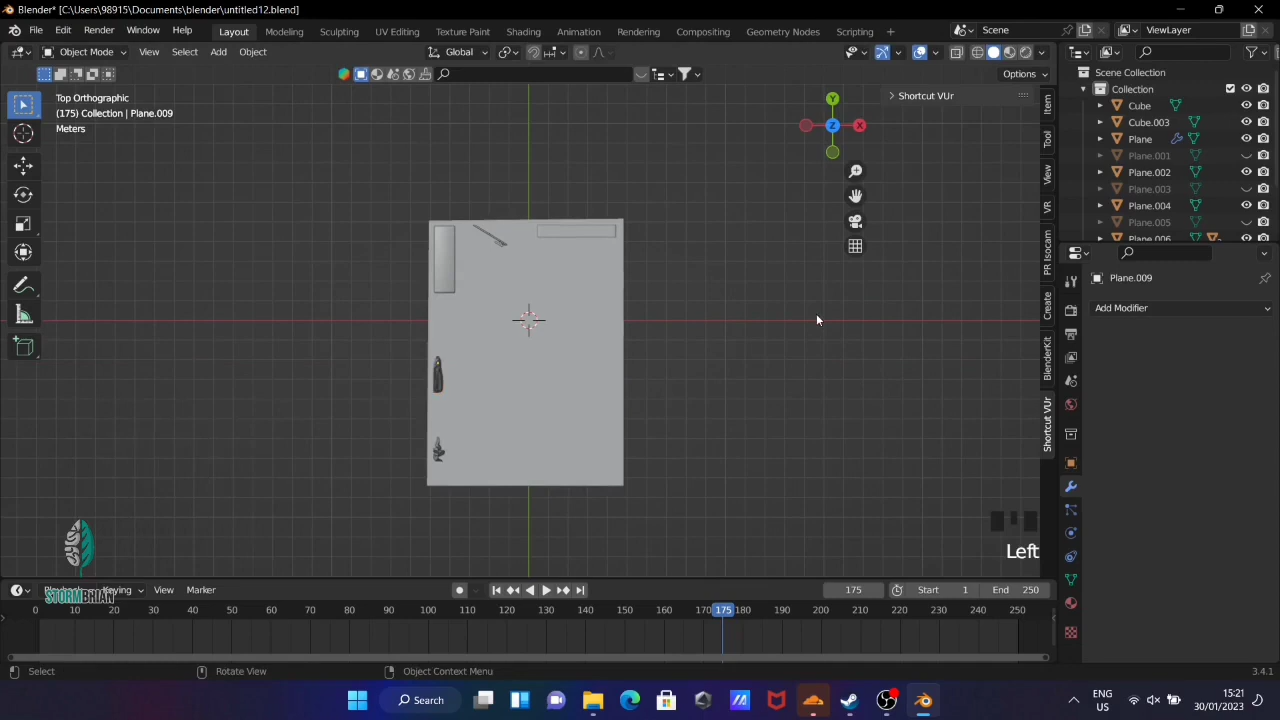 Blender* [C:\Users\98915\Documents\blender\untitled12.blend]
File Edit Render Window Help Layout Modeling Sculpting UV Editing Texture Paint Shading Animation Rendering Compositing Geometry Nodes Scripting Scene ViewLayer
Object Mode View Select Add Object Global
Options
Top Orthographic
(175) Collection | Plane.009
Meters
Shortcut VUr
Y
Z
X
Item
Tool
View
VR
PR Isocam
Create
BlenderKit
Shortcut VUr
Scene Collection
Collection
Cube
Cube.003
Plane
Plane.001
Plane.002
Plane.003
Plane.004
Plane.005
Plane.006
Plane.009
Add Modifier
Left
Keying View Marker 175 Start 1 End 250
STORMBRIAN
0 10 20 30 40 50 60 70 80 90 100 110 120 130 140 150 160 175 180 190 200 210 220 230 240 250
Select Rotate View Object Context Menu 3.4.1
Search
ENG
US
15:21
30/01/2023